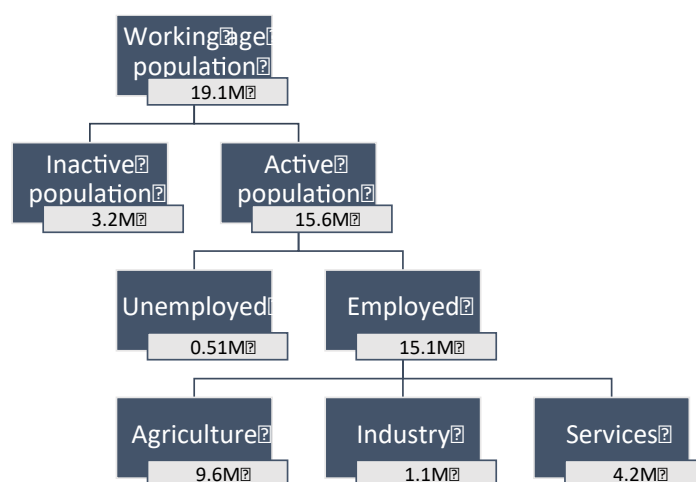 Working age
population
19.1M
Inactive
population
3.2M
Active
population
15.6M
Unemployed
0.51M
Employed
15.1M
Agriculture
9.6M
Industry
1.1M
Services
4.2M